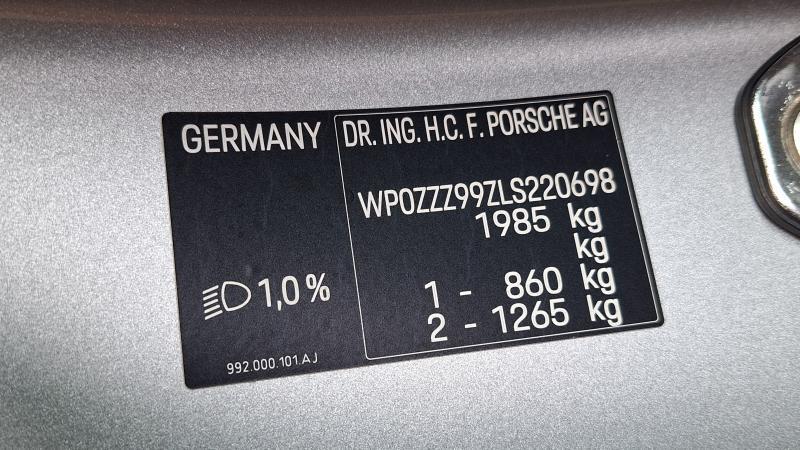 GERMANY
1,0 %
992.000.101.AJ
DR. ING. H.C. F. PORSCHE AG
WP0ZZZ99ZLS220698
1985 kg
kg
1 - 860 kg
2 - 1265 kg